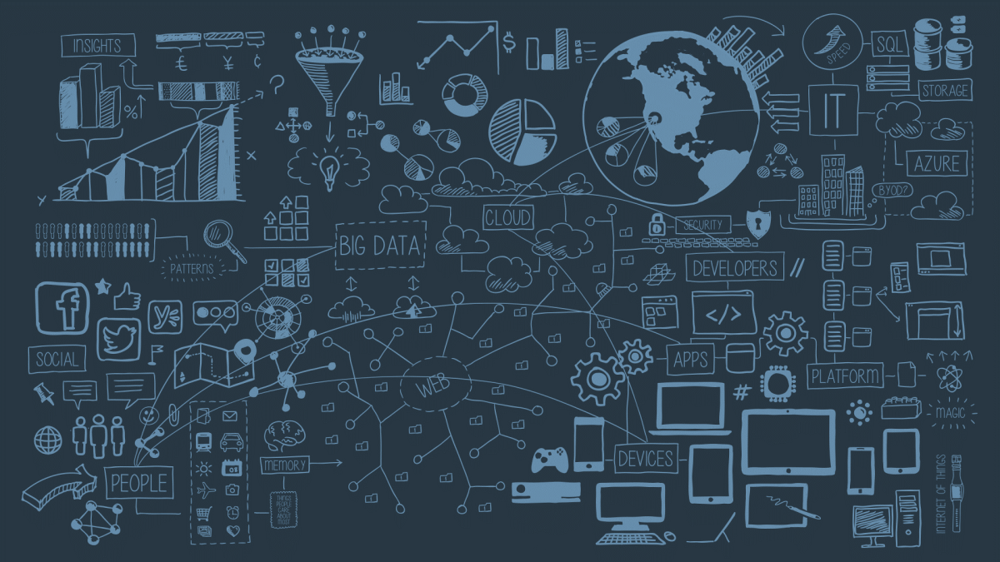 INSIGHTS
€
¥
¢
$
?
%
SPEED
SQL
STORAGE
IT
AZURE
BYOD?
x
y
CLOUD
SECURITY
BIG DATA
DEVELOPERS //
PATTERNS
f
y
</>
SOCIAL
WEB
APPS
PLATFORM
#
MAGIC
MEMORY
DEVICES
PEOPLE
THINGS
PEOPLE
CARE
ABOUT
MOST
INTERNET OF THINGS